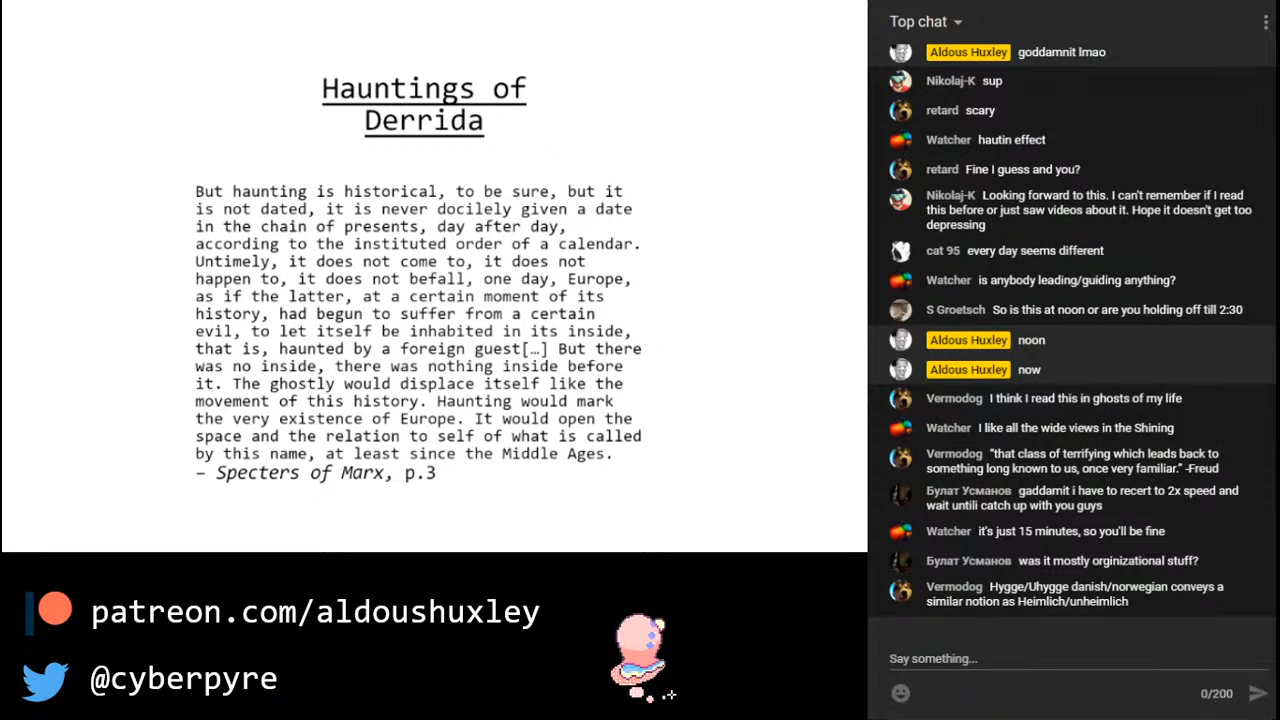 Hauntings of
Derrida
But haunting is historical, to be sure, but it
is not dated, it is never docilely given a date
in the chain of presents, day after day,
according to the instituted order of a calendar.
Untimely, it does not come to, it does not
happen to, it does not befall, one day, Europe,
as if the latter, at a certain moment of its
history, had begun to suffer from a certain
evil, to let itself be inhabited in its inside,
that is, haunted by a foreign guest[…] But there
was no inside, there was nothing inside before
it. The ghostly would displace itself like the
movement of this history. Haunting would mark
the very existence of Europe. It would open the
space and the relation to self of what is called
by this name, at least since the Middle Ages.
– Specters of Marx, p.3
patreon.com/aldoushuxley
@cyberpyre
Top chat
Aldous Huxley goddamnit lmao
Nikolaj-K sup
retard scary
Watcher hautin effect
retard Fine I guess and you?
Nikolaj-K Looking forward to this. I can't remember if I read
this before or just saw videos about it. Hope it doesn't get too
depressing
cat 95 every day seems different
Watcher is anybody leading/guiding anything?
S Groetsch So is this at noon or are you holding off till 2:30
Aldous Huxley noon
Aldous Huxley now
Vermodog I think I read this in ghosts of my life
Watcher I like all the wide views in the Shining
Vermodog "that class of terrifying which leads back to
something long known to us, once very familiar." -Freud
Булат Усманов gaddamit i have to recert to 2x speed and
wait untili catch up with you guys
Watcher it's just 15 minutes, so you'll be fine
Булат Усманов was it mostly orginizational stuff?
Vermodog Hygge/Uhygge danish/norwegian conveys a
similar notion as Heimlich/unheimlich
Say something...
0/200